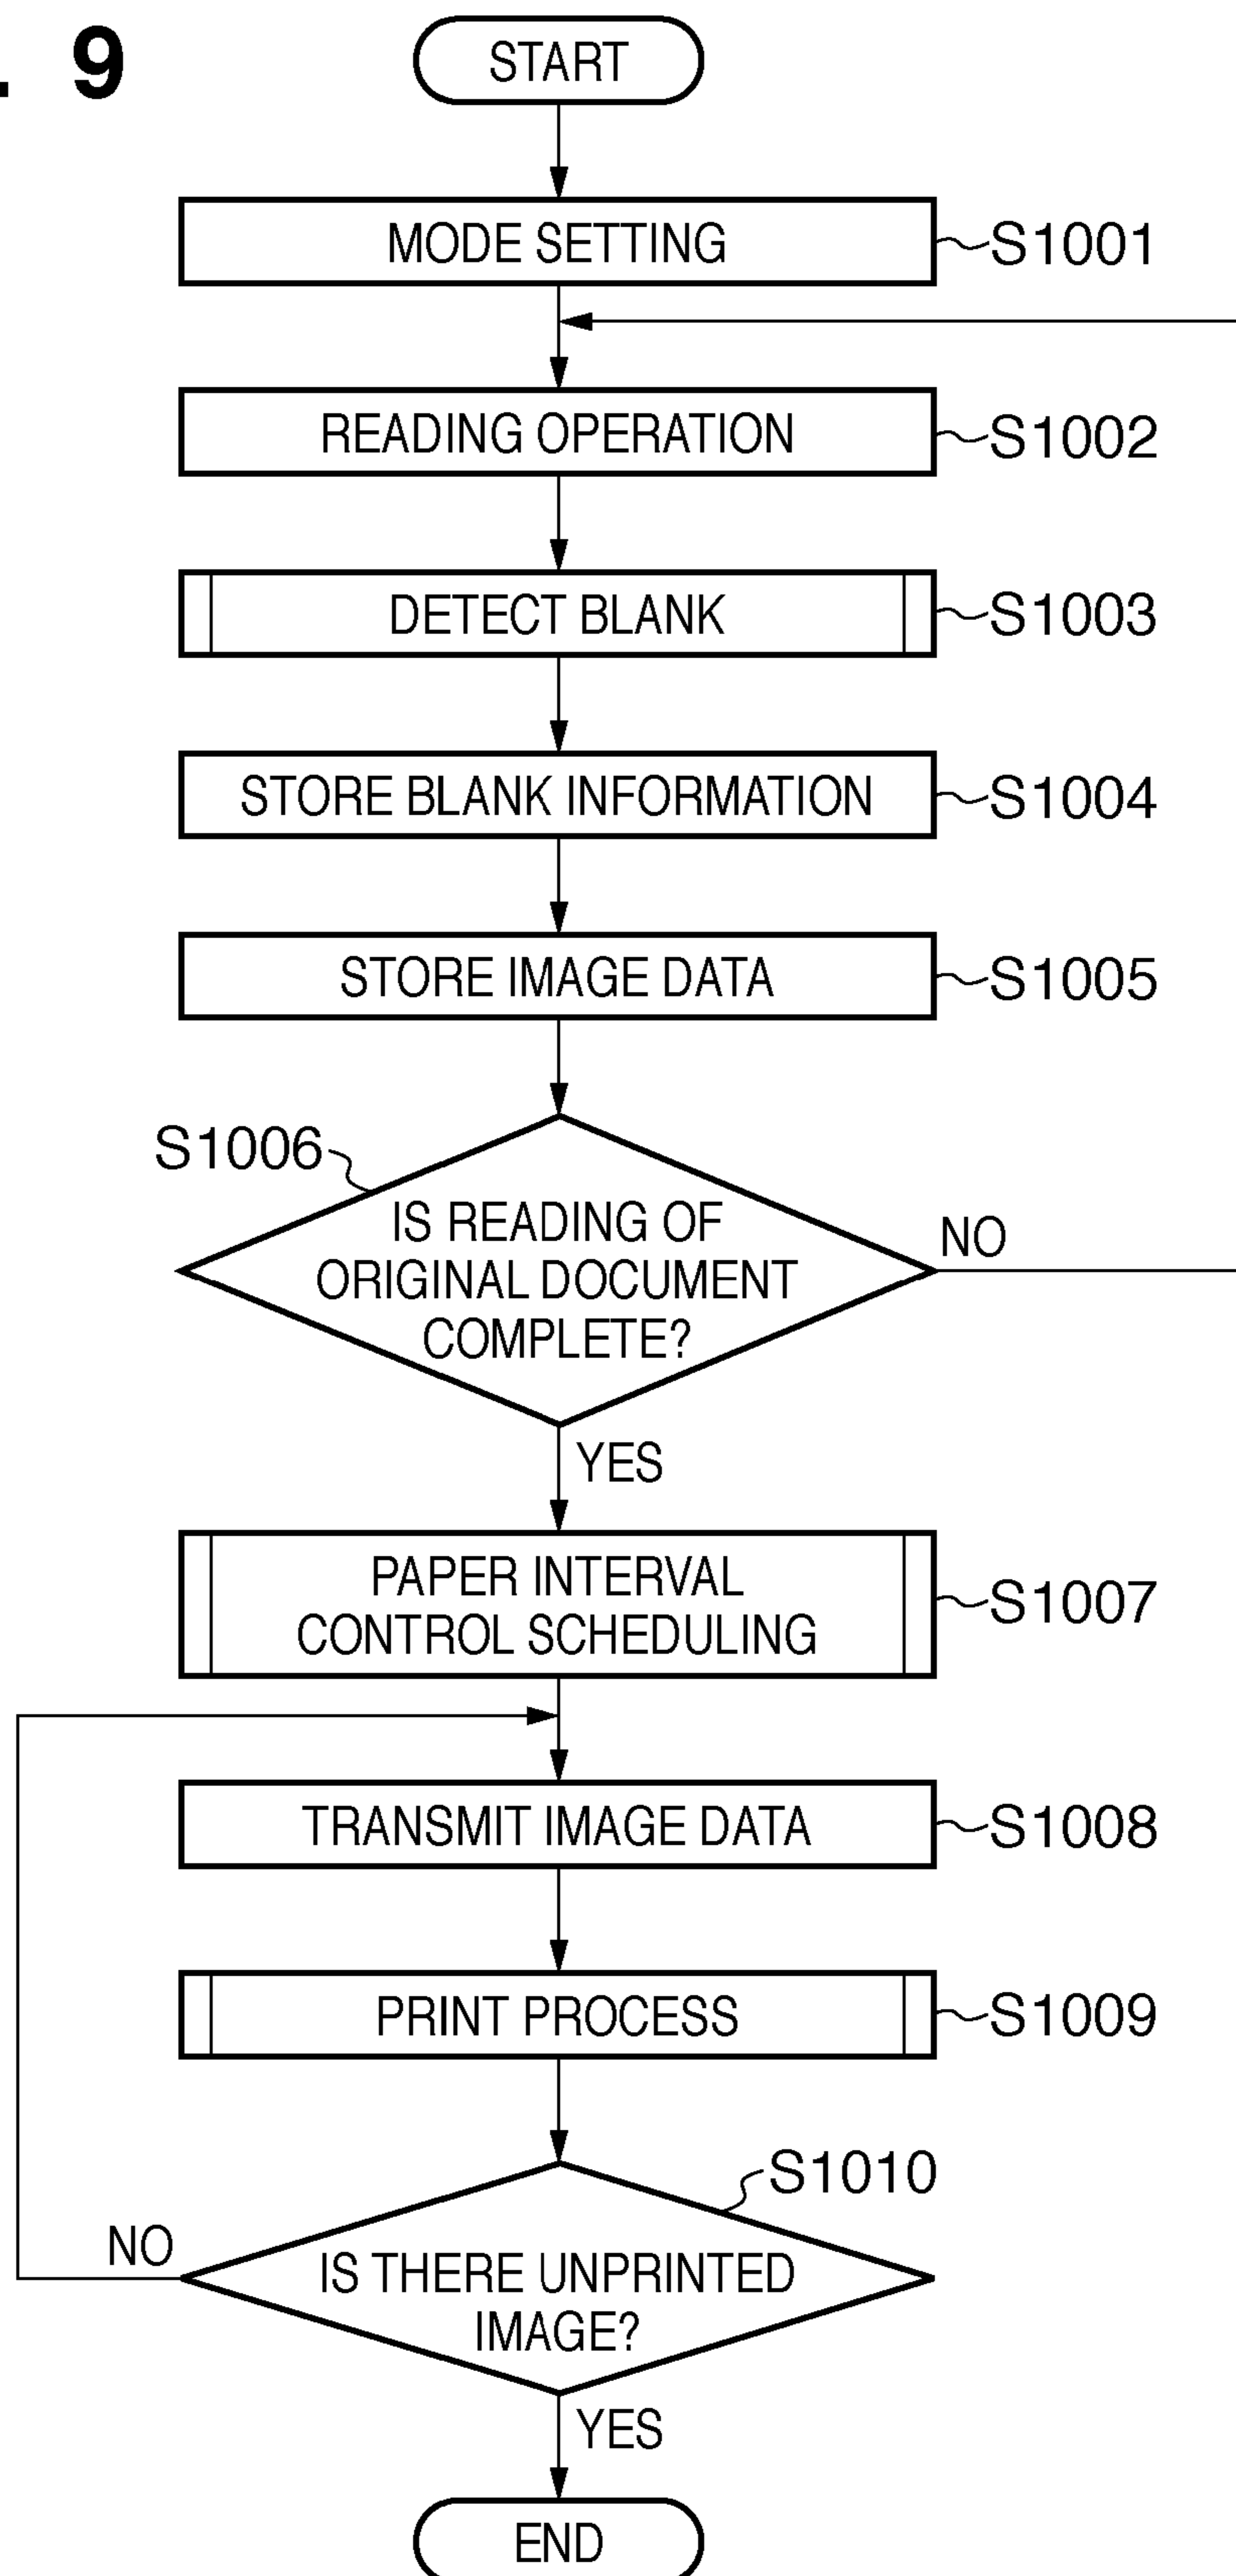 . 9
START
MODE SETTING
S1001
READING OPERATION
S1002
DETECT BLANK
S1003
STORE BLANK INFORMATION
S1004
STORE IMAGE DATA
S1005
S1006
IS READING OF
ORIGINAL DOCUMENT
COMPLETE?
NO
YES
PAPER INTERVAL
CONTROL SCHEDULING
S1007
TRANSMIT IMAGE DATA
S1008
PRINT PROCESS
S1009
S1010
NO
IS THERE UNPRINTED
IMAGE?
YES
END